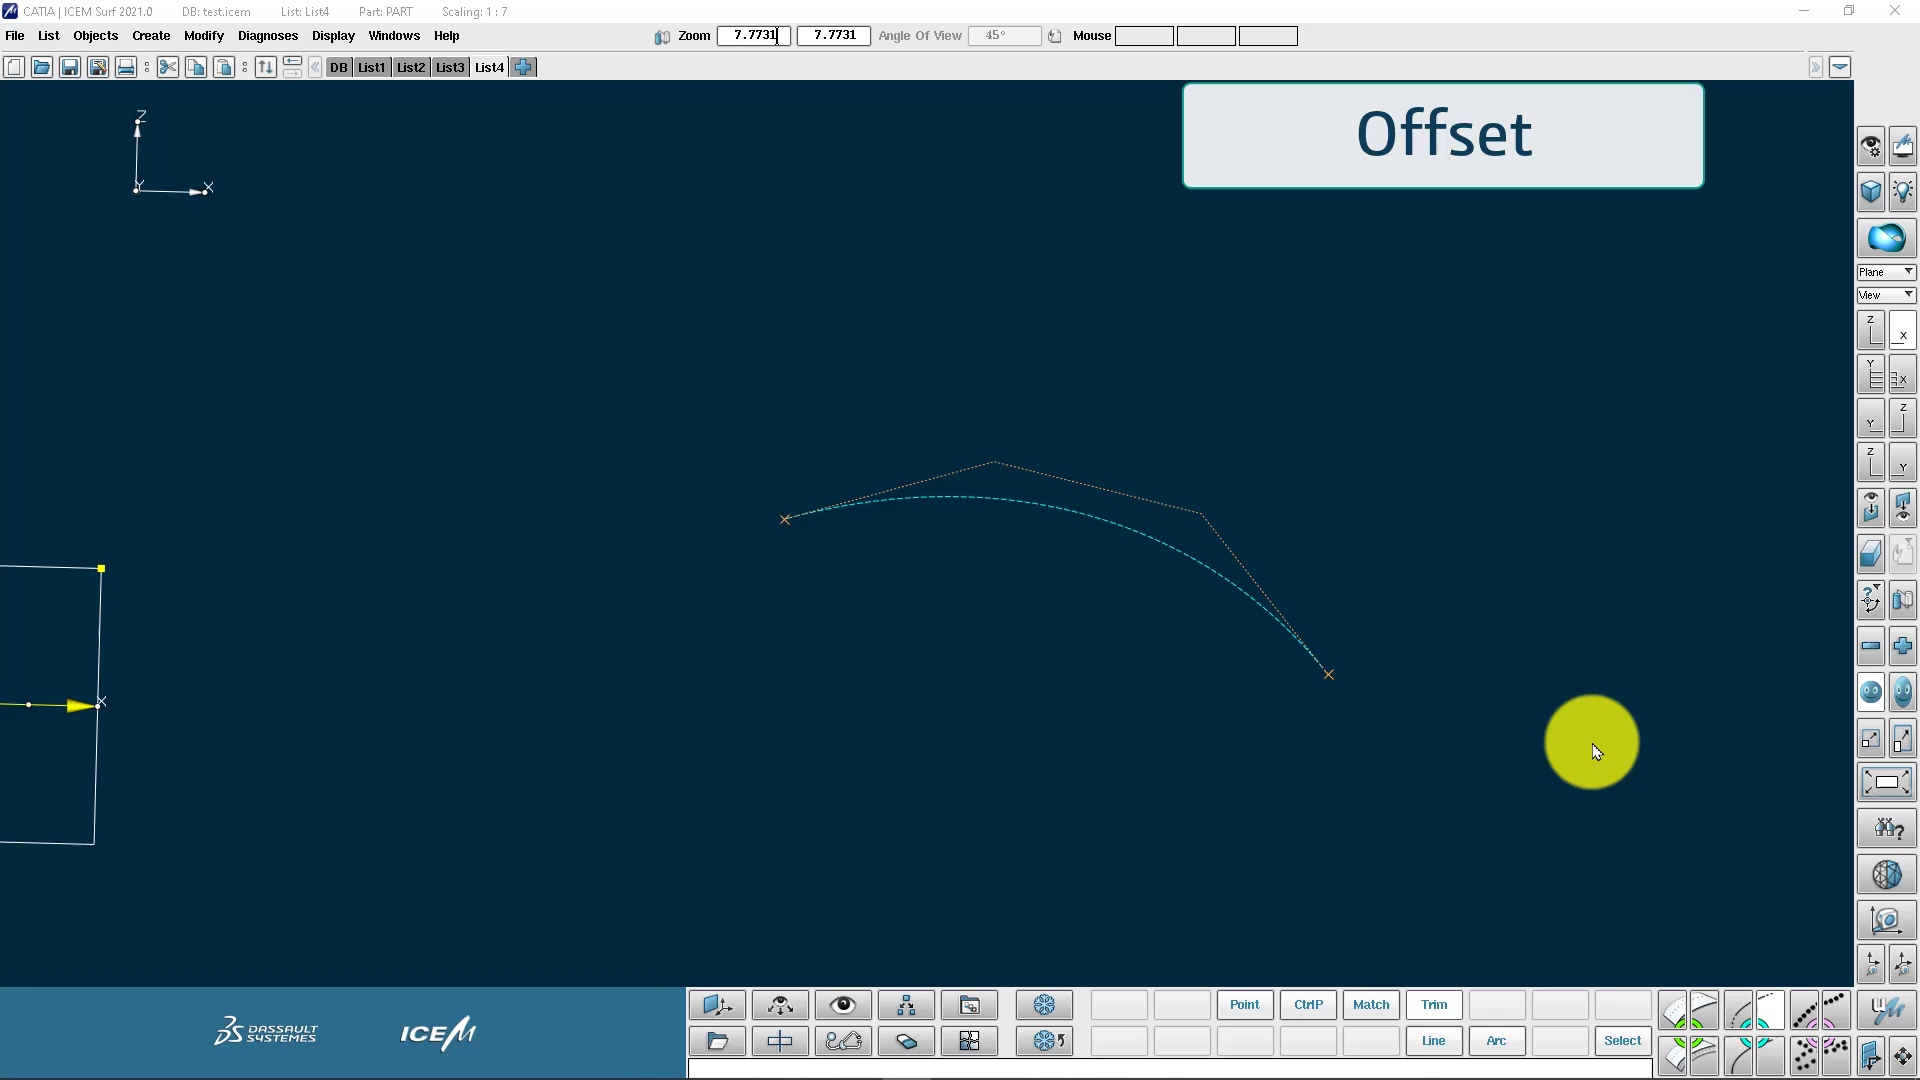 CATIA | ICEM Surf 2021.0 DB: test.icem List: List4 Part: PART Scaling: 1 : 7
File List Objects Create Modify Diagnoses Display Windows Help Zoom 7.7731 7.7731 Angle Of View 45° Mouse
DB List1 List2 List3 List4
Offset
Z
Y X
Plane
View
Z
X
Y
X
Y Z
Z
Y
X
?
?
DASSAULT SYSTEMES
ICEM
Point CtrlP Match Trim
Line Arc Select